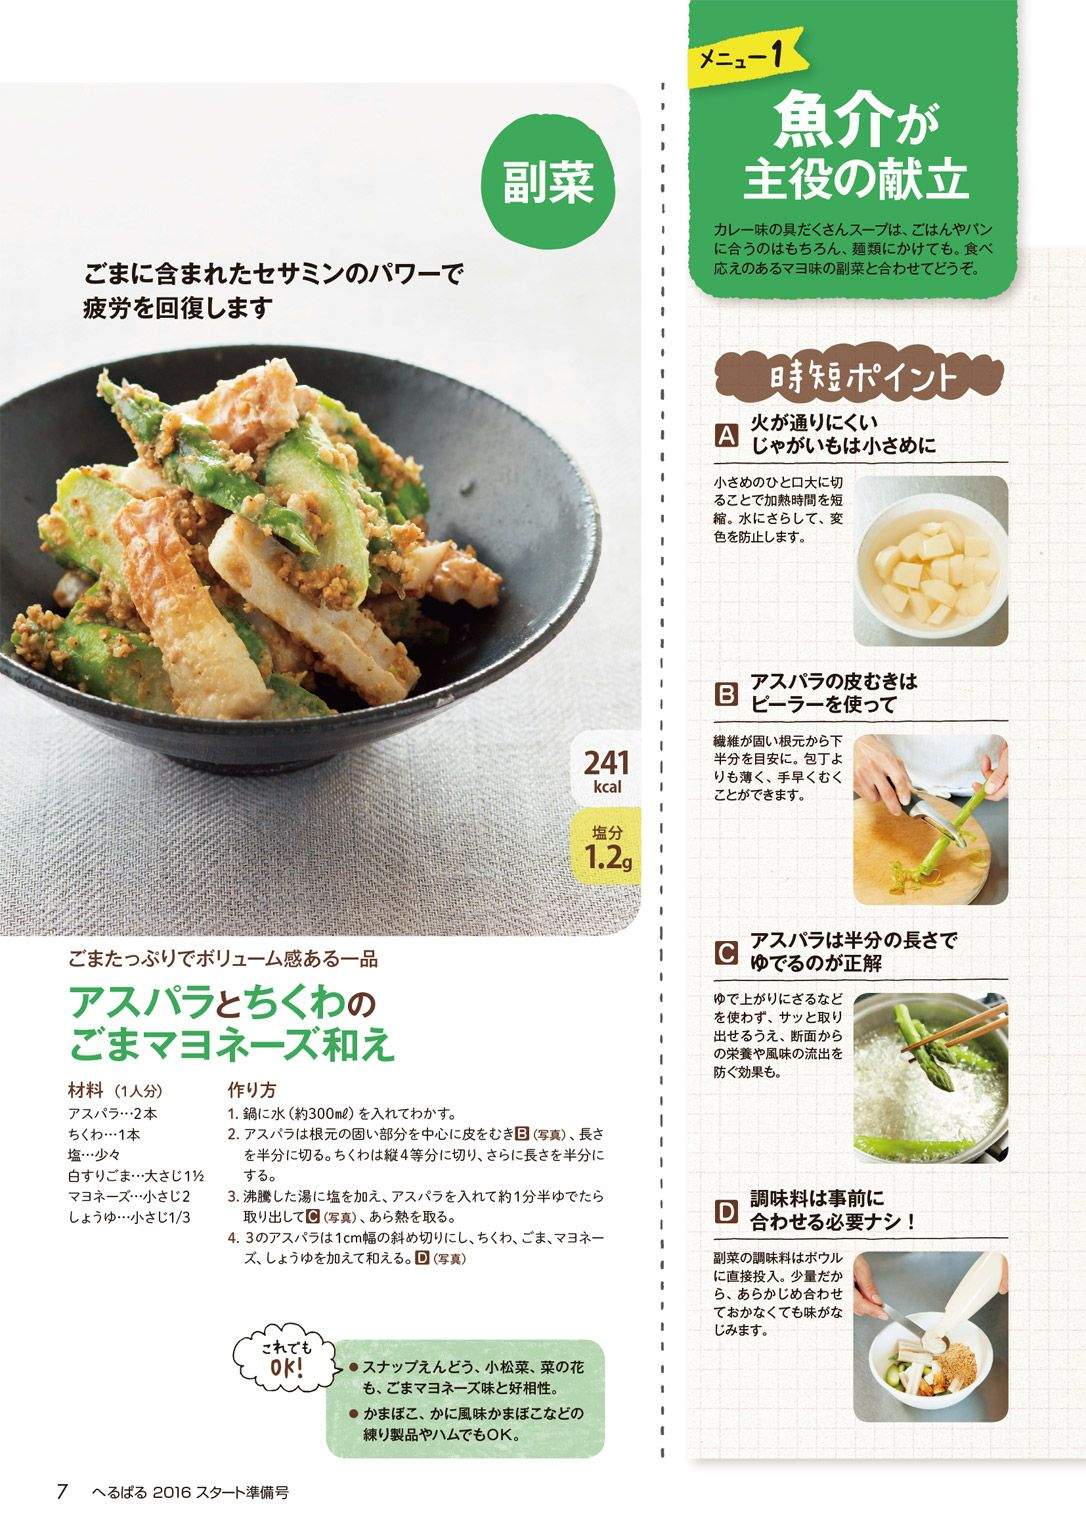 副菜
ごまに含まれたセサミンのパワーで
疲労を回復します
241
kcal
塩分
1.2g
ごまたっぷりでボリューム感ある一品
アスパラとちくわの
ごまマヨネーズ和え
材料（1人分）
アスパラ…2本
ちくわ…1本
塩…少々
白すりごま…大さじ1½
マヨネーズ…小さじ2
しょうゆ…小さじ1/3
作り方
1. 鍋に水（約300㎖）を入れてわかす。
2. アスパラは根元の固い部分を中心に皮をむきB（写真）、長さ
を半分に切る。ちくわは縦4等分に切り、さらに長さを半分に
する。
3. 沸騰した湯に塩を加え、アスパラを入れて約1分半ゆでたら
取り出してC（写真）、あら熱を取る。
4. 3のアスパラは1cm幅の斜め切りにし、ちくわ、ごま、マヨネー
ズ、しょうゆを加えて和える。D（写真）
これでも
OK!
● スナップえんどう、小松菜、菜の花
も、ごまマヨネーズ味と好相性。
● かまぼこ、かに風味かまぼこなどの
練り製品やハムでもOK。
メニュー1
魚介が
主役の献立
カレー味の具だくさんスープは、ごはんやパン
に合うのはもちろん、麺類にかけても。食べ
応えのあるマヨ味の副菜と合わせてどうぞ。
時短ポイント
A 火が通りにくい
じゃがいもは小さめに
小さめのひと口大に切
ることで加熱時間を短
縮。水にさらして、変
色を防止します。
B アスパラの皮むきは
ピーラーを使って
繊維が固い根元から下
半分を目安に。包丁よ
りも薄く、手早くむく
ことができます。
C アスパラは半分の長さで
ゆでるのが正解
ゆで上がりにざるなど
を使わず、サッと取り
出せるうえ、断面から
の栄養や風味の流出を
防ぐ効果も。
D 調味料は事前に
合わせる必要ナシ！
副菜の調味料はボウル
に直接投入。少量だか
ら、あらかじめ合わせ
ておかなくても味がな
じみます。
7 へるぱる 2016 スタート準備号